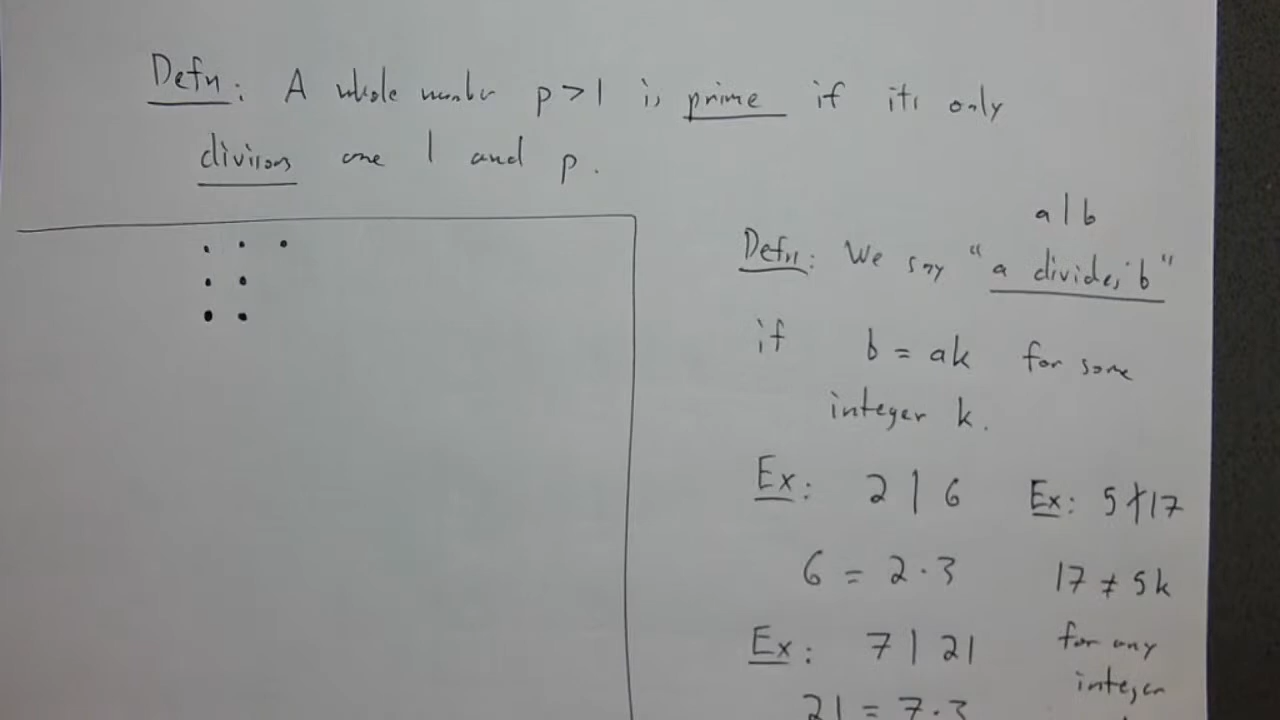 Defn: A whole number p > 1 is prime if its only
divisors are 1 and p.
a | b
Defn: We say "a divides b"
if b = ak for some
integer k.
Ex: 2 | 6
6 = 2·3
Ex: 7 | 21
21 = 7·3
Ex: 5 ∤ 17
17 ≠ 5k
for any
integer